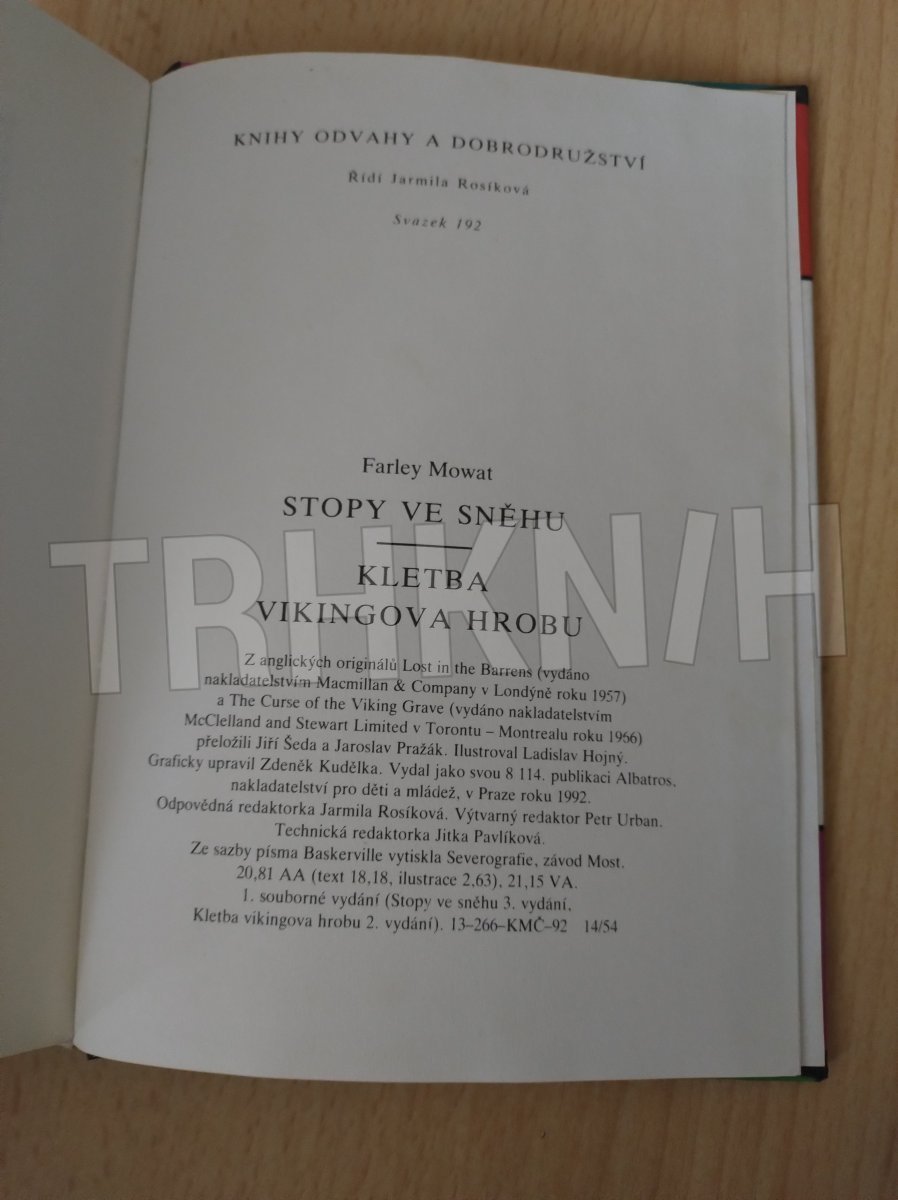 KNIHY ODVAHY A DOBRODRUŽSTVÍ
Řídí Jarmila Rosíková
Svazek 192
Farley Mowat
STOPY VE SNĚHU
KLETBA
VIKINGOVA HROBU
TRHKNIH
Z anglických originálů Lost in the Barrens (vydáno
nakladatelstvím Macmillan & Company v Londýně roku 1957)
a The Curse of the Viking Grave (vydáno nakladatelstvím
McClelland and Stewart Limited v Torontu – Montrealu roku 1966)
přeložili Jiří Šeda a Jaroslav Pražák. Ilustroval Ladislav Hojný.
Graficky upravil Zdeněk Kudělka. Vydal jako svou 8 114. publikaci Albatros,
nakladatelství pro děti a mládež, v Praze roku 1992.
Odpovědná redaktorka Jarmila Rosíková. Výtvarný redaktor Petr Urban.
Technická redaktorka Jitka Pavlíková.
Ze sazby písma Baskerville vytiskla Severografie, závod Most.
20,81 AA (text 18,18, ilustrace 2,63), 21,15 VA.
1. souborné vydání (Stopy ve sněhu 3. vydání,
Kletba vikingova hrobu 2. vydání). 13–266–KMČ–92 14/54